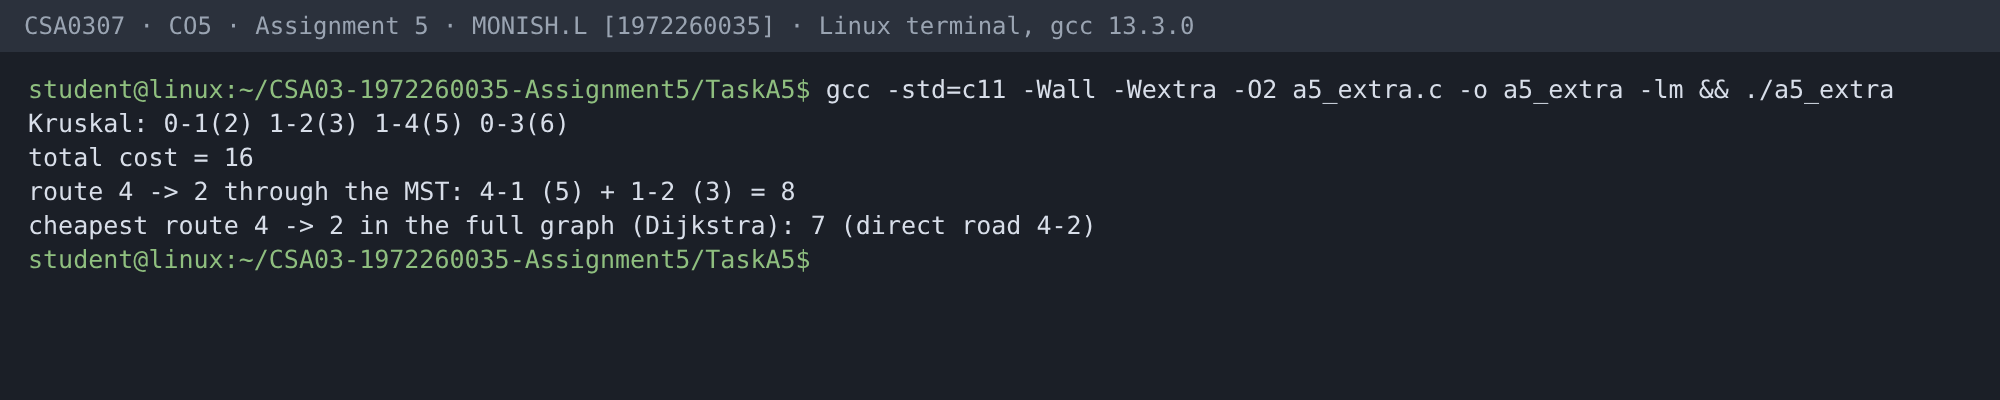 CSA0307 · CO5 · Assignment 5 · MONISH.L [1972260035] · Linux terminal, gcc 13.3.0
student@linux:~/CSA03-1972260035-Assignment5/TaskA5$ gcc -std=c11 -Wall -Wextra -O2 a5_extra.c -o a5_extra -lm && ./a5_extra
Kruskal: 0-1(2) 1-2(3) 1-4(5) 0-3(6)
total cost = 16
route 4 -> 2 through the MST: 4-1 (5) + 1-2 (3) = 8
cheapest route 4 -> 2 in the full graph (Dijkstra): 7 (direct road 4-2)
student@linux:~/CSA03-1972260035-Assignment5/TaskA5$